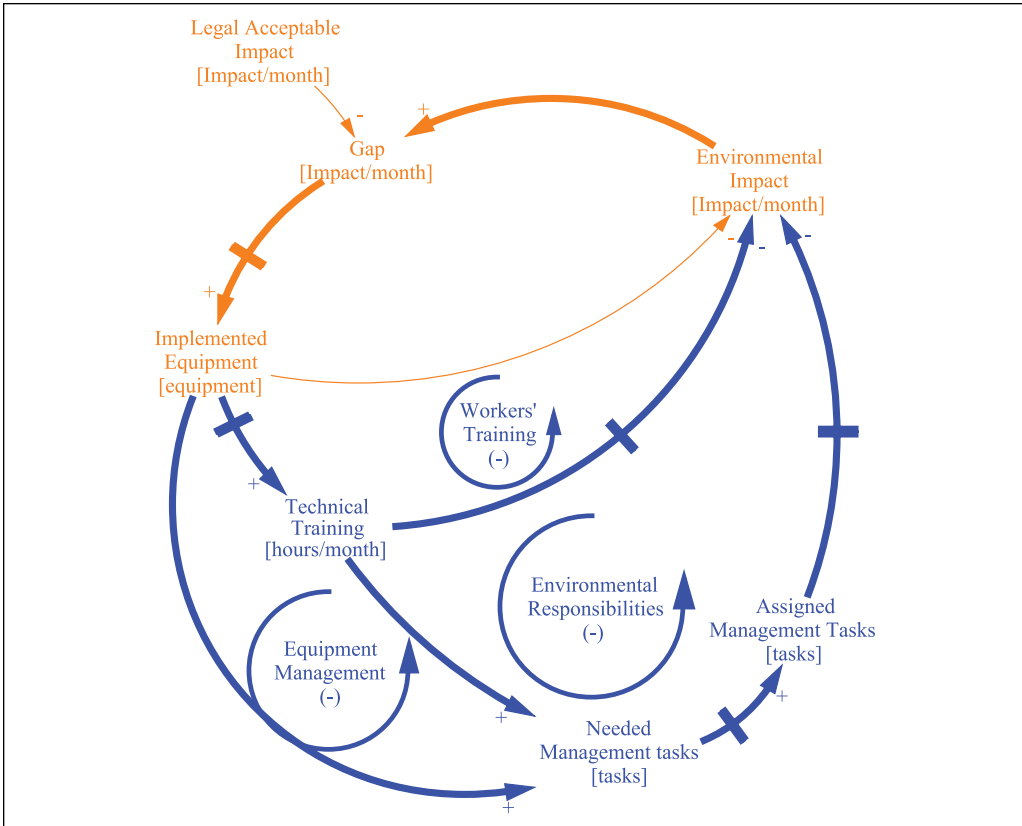 Legal Acceptable
Impact
[Impact/month]
-
+
Gap
[Impact/month]
Environmental
Impact
[Impact/month]
-
-
-
+
Implemented
Equipment
[equipment]
Workers'
Training
(-)
+
Technical
Training
[hours/month]
Environmental
Responsibilities
(-)
Assigned
Management Tasks
[tasks]
Equipment
Management
(-)
+
+
Needed
Management tasks
[tasks]
+